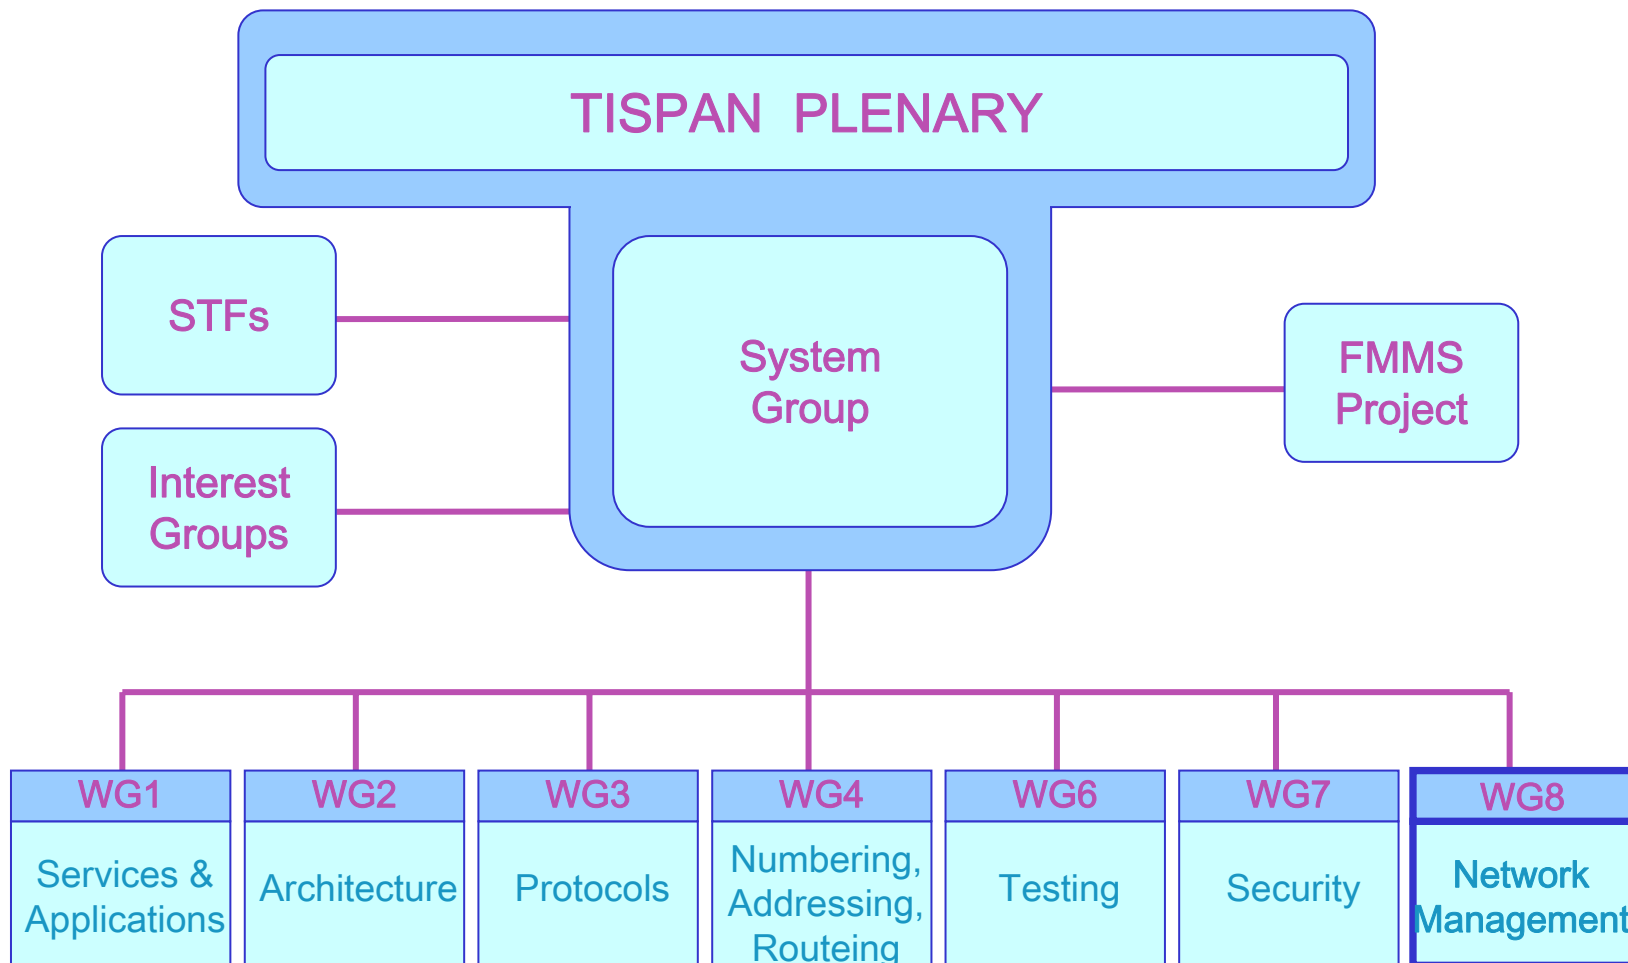 TISPAN PLENARY
STFs
System
Group
FMMS
Project
Interest
Groups
WG1
WG2
WG3
WG4
WG6
WG7
WG8
Services &
Applications
Architecture
Protocols
Numbering,
Addressing,
Routeing
Testing
Security
Network
Management